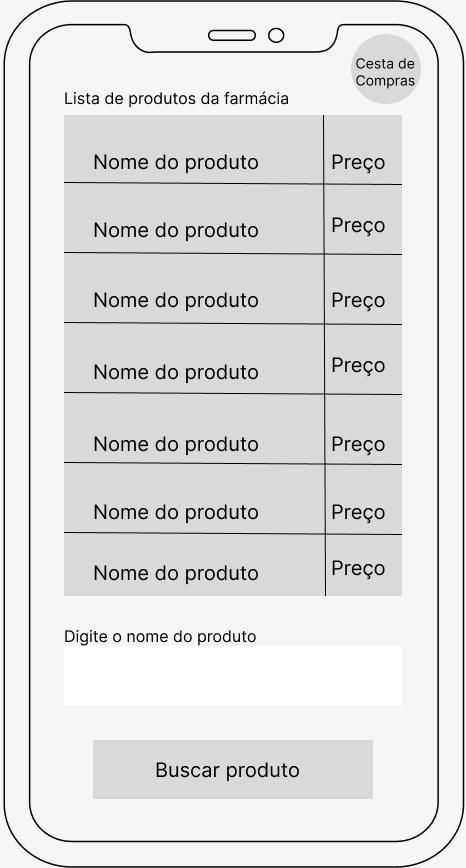 Cesta de
Compras
Lista de produtos da farmácia
Nome do produto Preço
Nome do produto Preço
Nome do produto Preço
Nome do produto Preço
Nome do produto Preço
Nome do produto Preço
Nome do produto Preço
Digite o nome do produto
Buscar produto